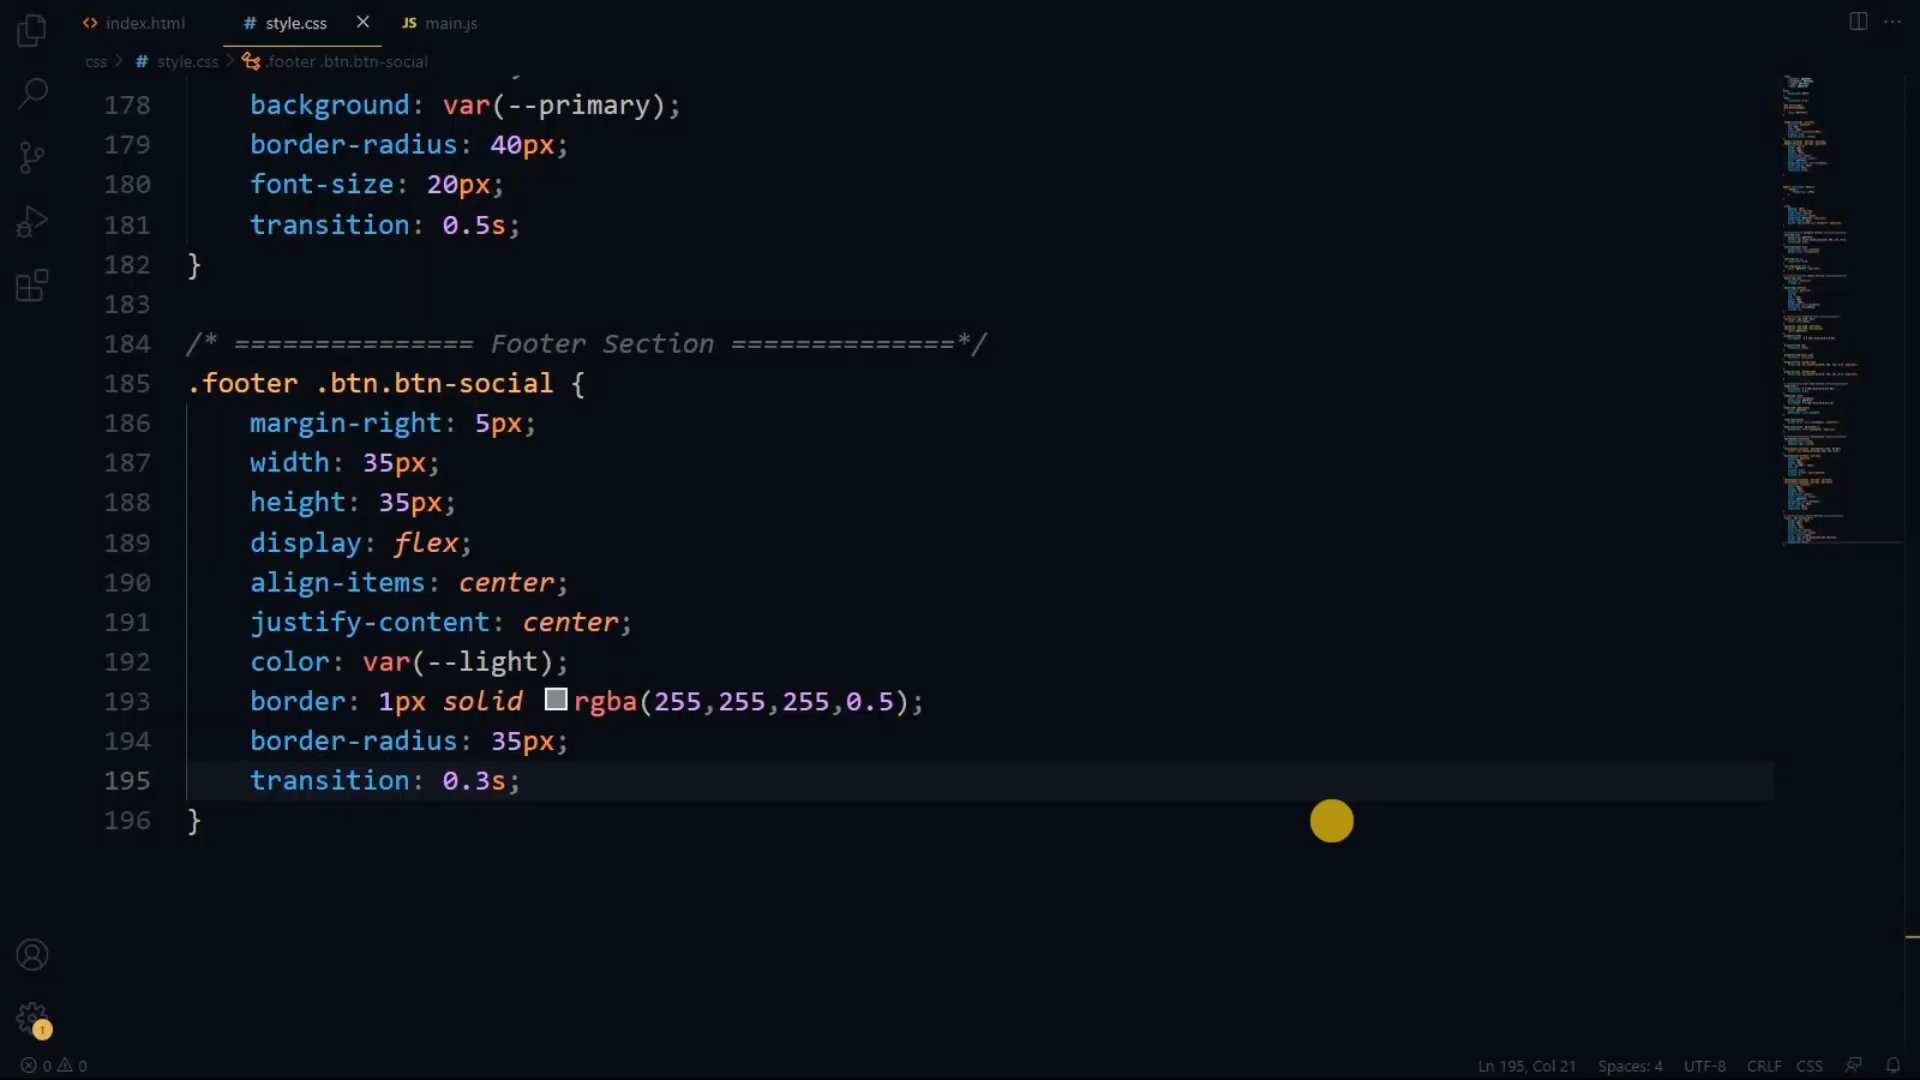 index.html
# style.css
JS main.js
css > # style.css > .footer .btn.btn-social
178 background: var(--primary);
179 border-radius: 40px;
180 font-size: 20px;
181 transition: 0.5s;
182 }
183
184 /* =============== Footer Section ==============*/
185 .footer .btn.btn-social {
186 margin-right: 5px;
187 width: 35px;
188 height: 35px;
189 display: flex;
190 align-items: center;
191 justify-content: center;
192 color: var(--light);
193 border: 1px solid rgba(255,255,255,0.5);
194 border-radius: 35px;
195 transition: 0.3s;
196 }
1
0 0
Ln 195, Col 21 Spaces: 4 UTF-8 CRLF CSS